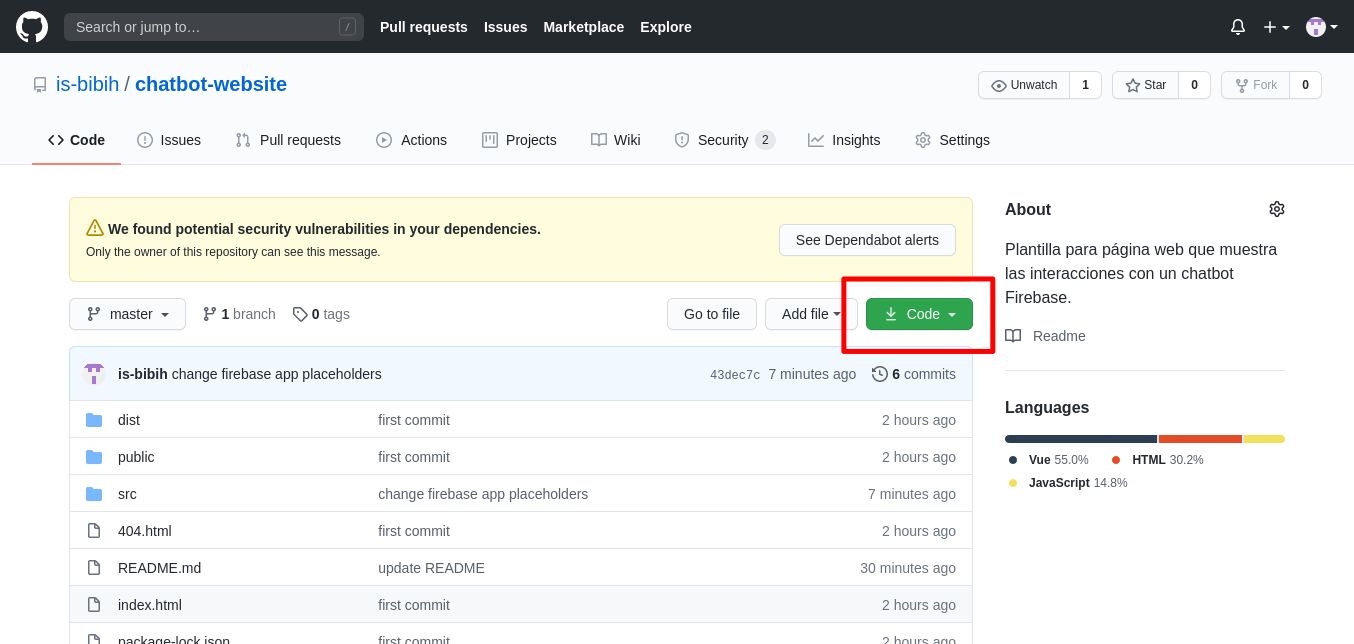 Search or jump to… / Pull requests Issues Marketplace Explore
is-bibih / chatbot-website Unwatch 1 Star 0 Fork 0
Code Issues Pull requests Actions Projects Wiki Security 2 Insights Settings
We found potential security vulnerabilities in your dependencies.
Only the owner of this repository can see this message.
See Dependabot alerts
master 1 branch 0 tags Go to file Add file Code
is-bibih change firebase app placeholders 43dec7c 7 minutes ago 6 commits
dist first commit 2 hours ago
public first commit 2 hours ago
src change firebase app placeholders 7 minutes ago
404.html first commit 2 hours ago
README.md update README 30 minutes ago
index.html first commit 2 hours ago
package-lock.json first commit 2 hours ago
About
Plantilla para página web que muestra
las interacciones con un chatbot
Firebase.
Readme
Languages
Vue 55.0% HTML 30.2%
JavaScript 14.8%